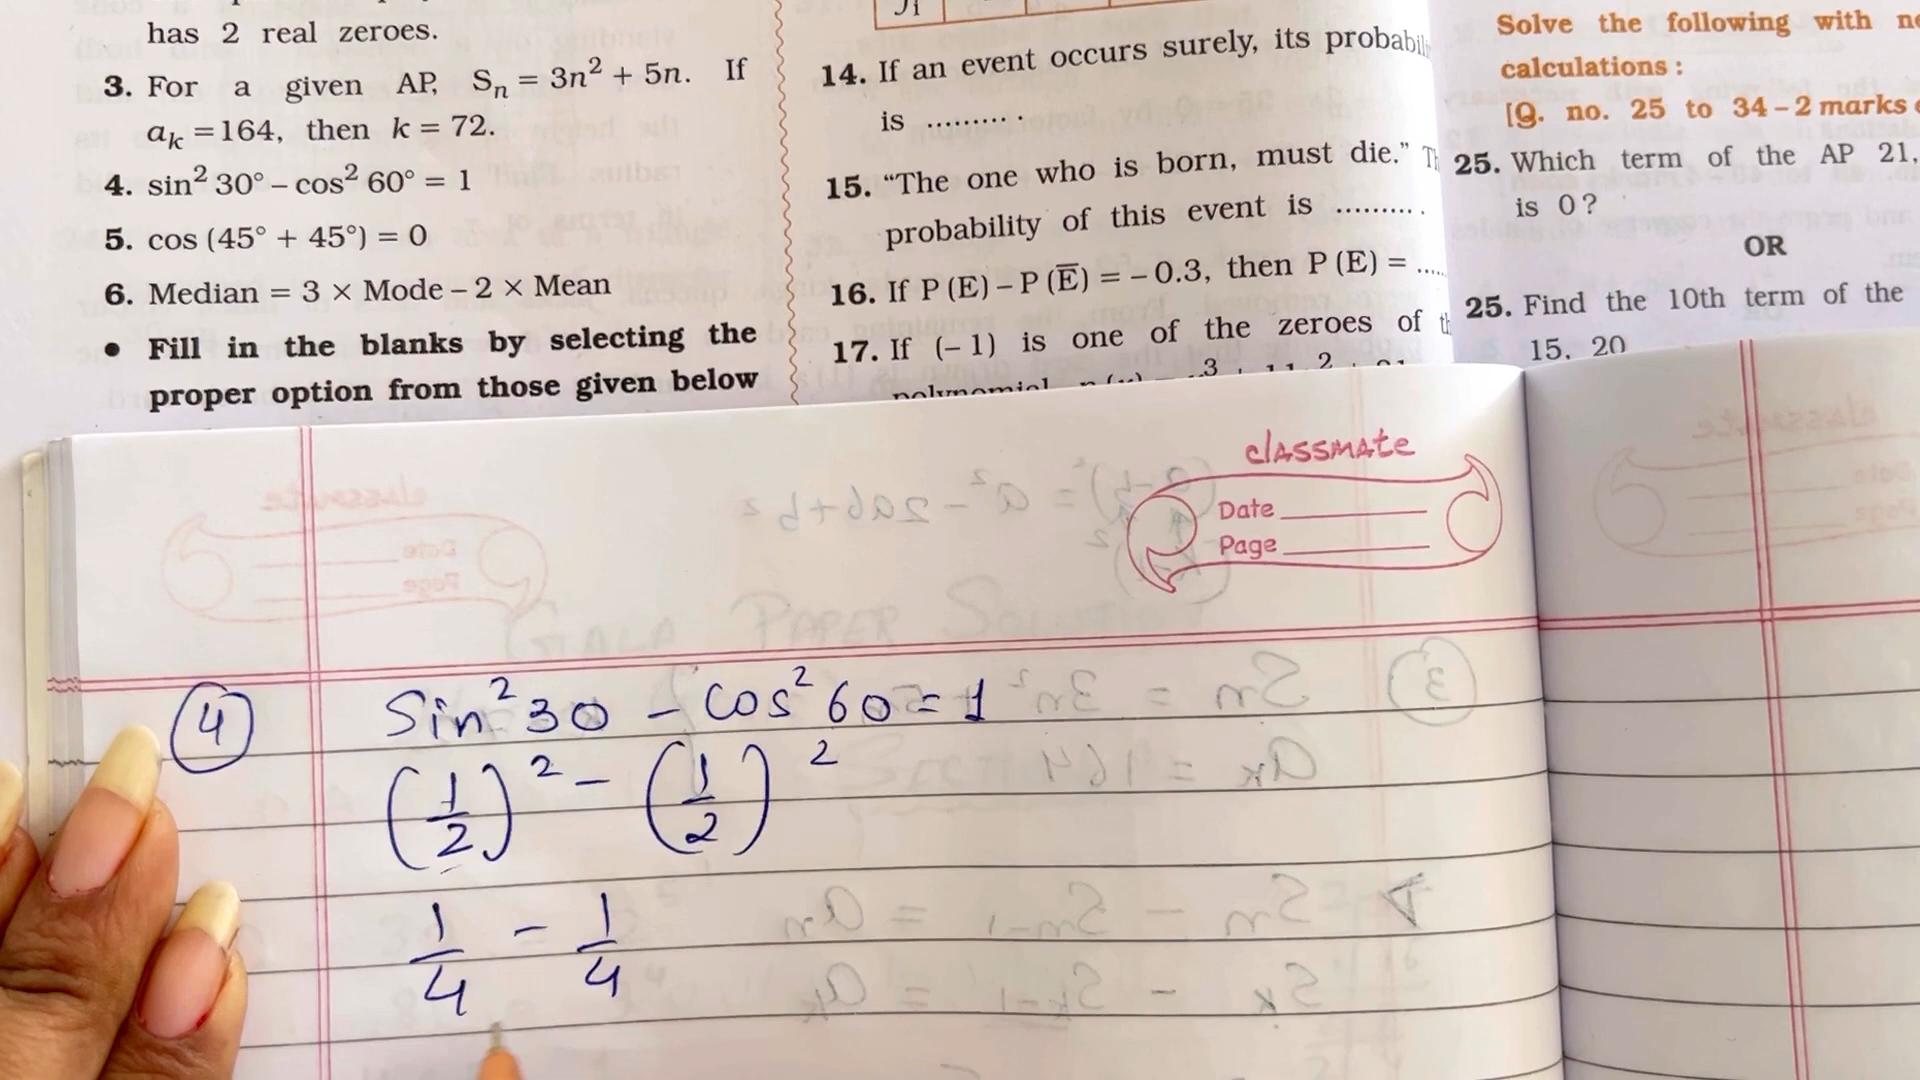 has 2 real zeroes.
3. For a given AP, Sₙ = 3n² + 5n. If
aₖ = 164, then k = 72.
4. sin² 30° – cos² 60° = 1
5. cos (45° + 45°) = 0
6. Median = 3 × Mode – 2 × Mean
• Fill in the blanks by selecting the
proper option from those given below
14. If an event occurs surely, its
is ......... .
15. “The one who is born, must die.”
probability of this event is ......... .
16. If P (E) – P (E̅) = – 0.3, then P (E) = .....
17. If (– 1) is one of the zeroes of
Solve the following with
calculations :
[Q. no. 25 to 34 – 2 marks
25. Which term of the AP 21,
is 0 ?
OR
25. Find the 10th term of the
15, 20
classmate
Date
Page
4 Sin² 30 – cos² 60 = 1
(1/2)² – (1/2)²
1/4 – 1/4